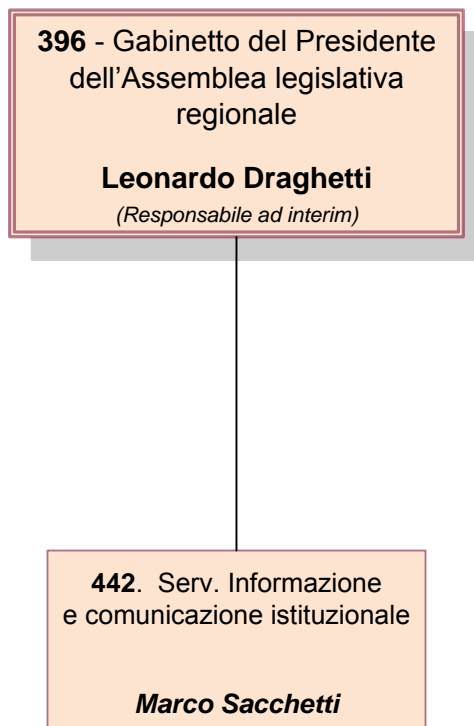 396 - Gabinetto del Presidente
dell'Assemblea legislativa
regionale
Leonardo Draghetti
(Responsabile ad interim)
442. Serv. Informazione
e comunicazione istituzionale
Marco Sacchetti